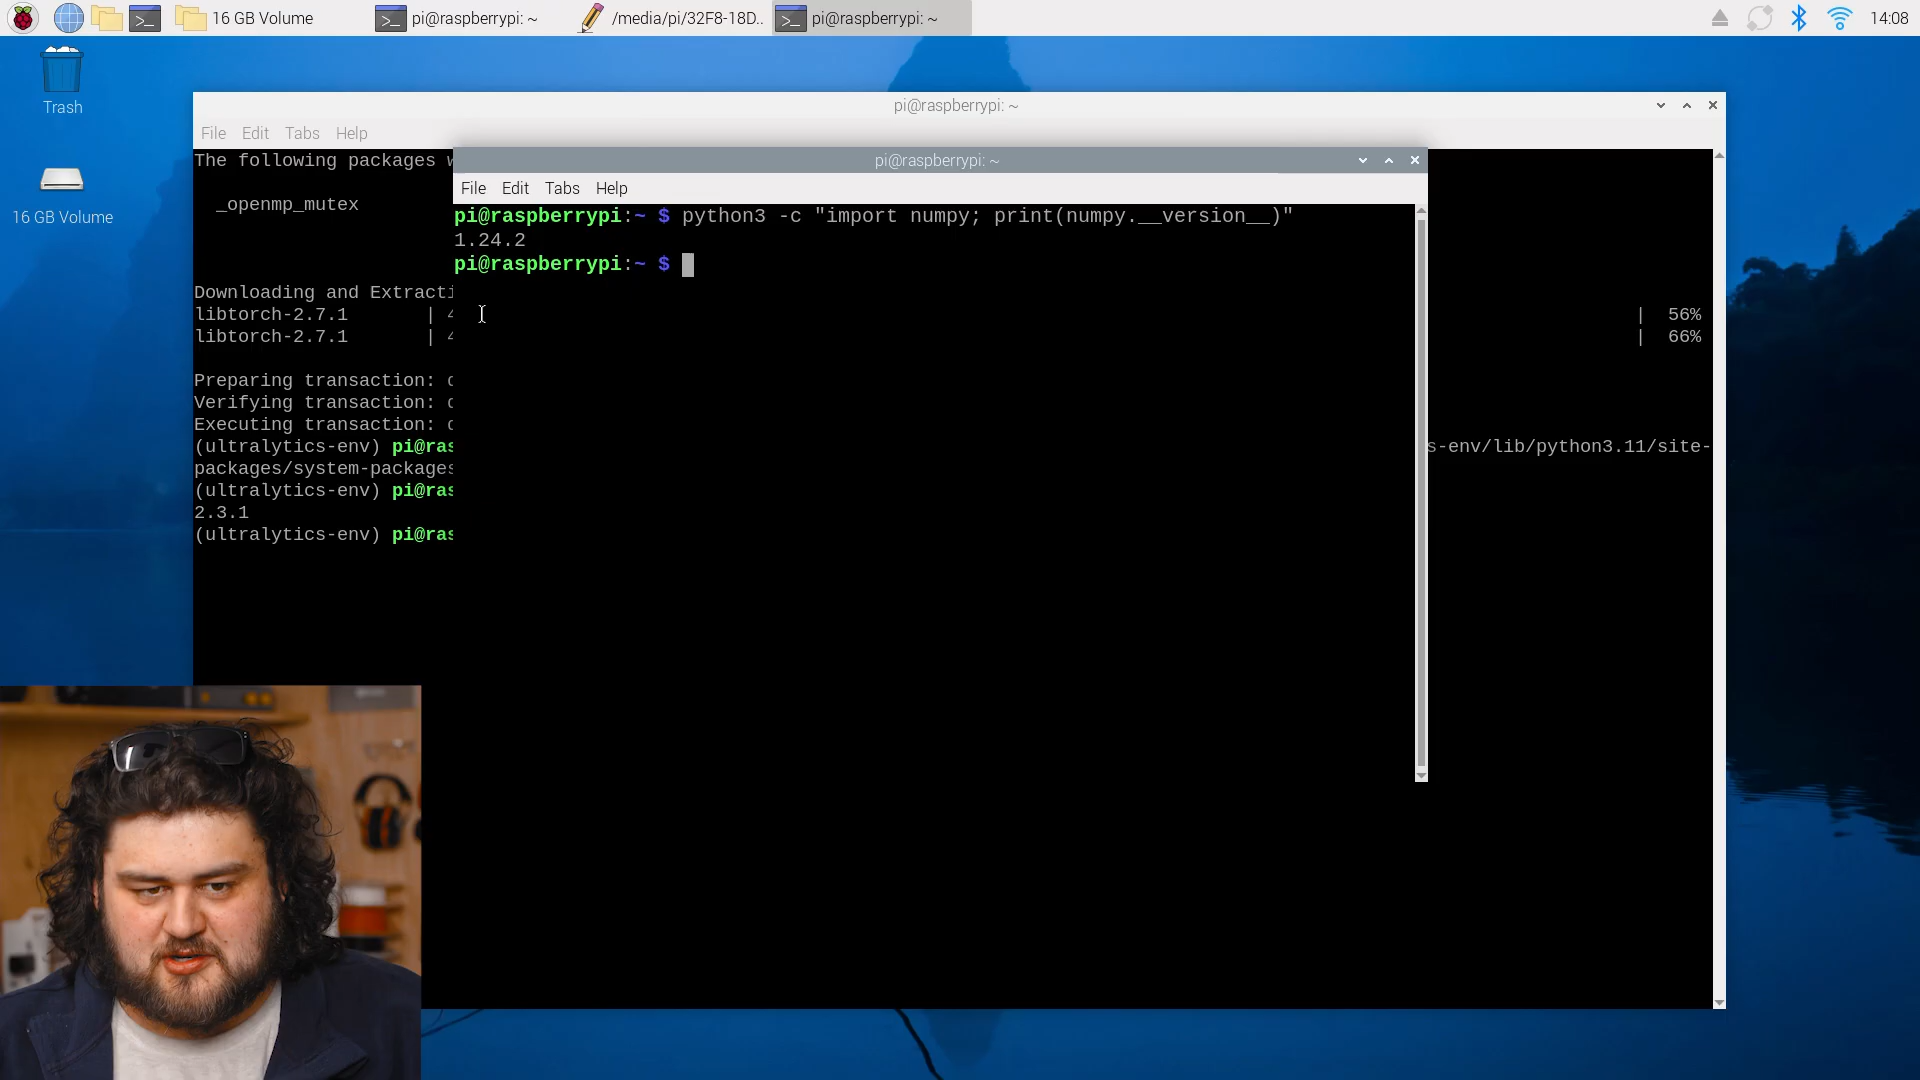 16 GB Volume
pi@raspberrypi: ~
/media/pi/32F8-18D..
pi@raspberrypi: ~
14:08
Trash
16 GB Volume
pi@raspberrypi: ~
File Edit Tabs Help
The following packages
_openmp_mutex
Downloading and Extracti
libtorch-2.7.1 | 4
| 56%
libtorch-2.7.1 | 4
| 66%
Preparing transaction:
Verifying transaction:
Executing transaction:
(ultralytics-env) pi@ras
s-env/lib/python3.11/site-
packages/system-packages
(ultralytics-env) pi@ras
2.3.1
(ultralytics-env) pi@ras
pi@raspberrypi: ~
File Edit Tabs Help
pi@raspberrypi:~ $ python3 -c "import numpy; print(numpy.__version__)"
1.24.2
pi@raspberrypi:~ $